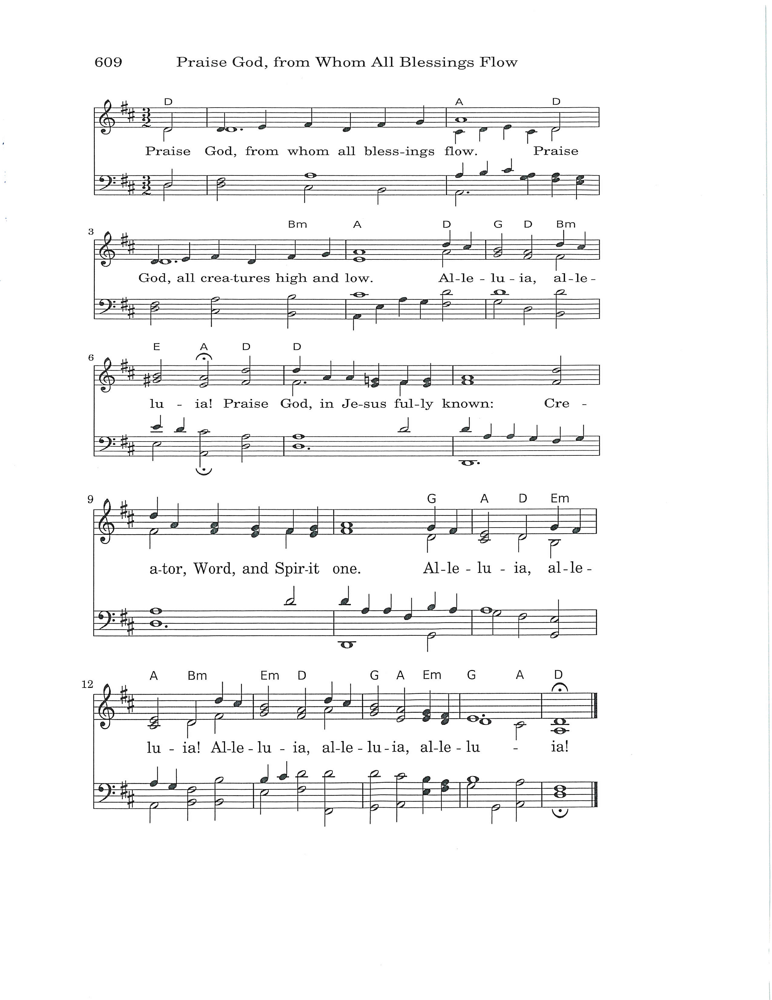 609 Praise God, from Whom All Blessings Flow
D A D
3
2
Praise God, from whom all bless-ings flow. Praise
3
2
3 Bm A D G D Bm
God, all crea-tures high and low. Al-le - lu - ia, al-le -
6 E A D D
lu - ia! Praise God, in Je-sus ful-ly known: Cre -
9 G A D Em
a-tor, Word, and Spir-it one. Al-le - lu - ia, al-le -
12 A Bm Em D G A Em G A D
lu - ia! Al-le - lu - ia, al-le - lu - ia, al-le - lu - ia!